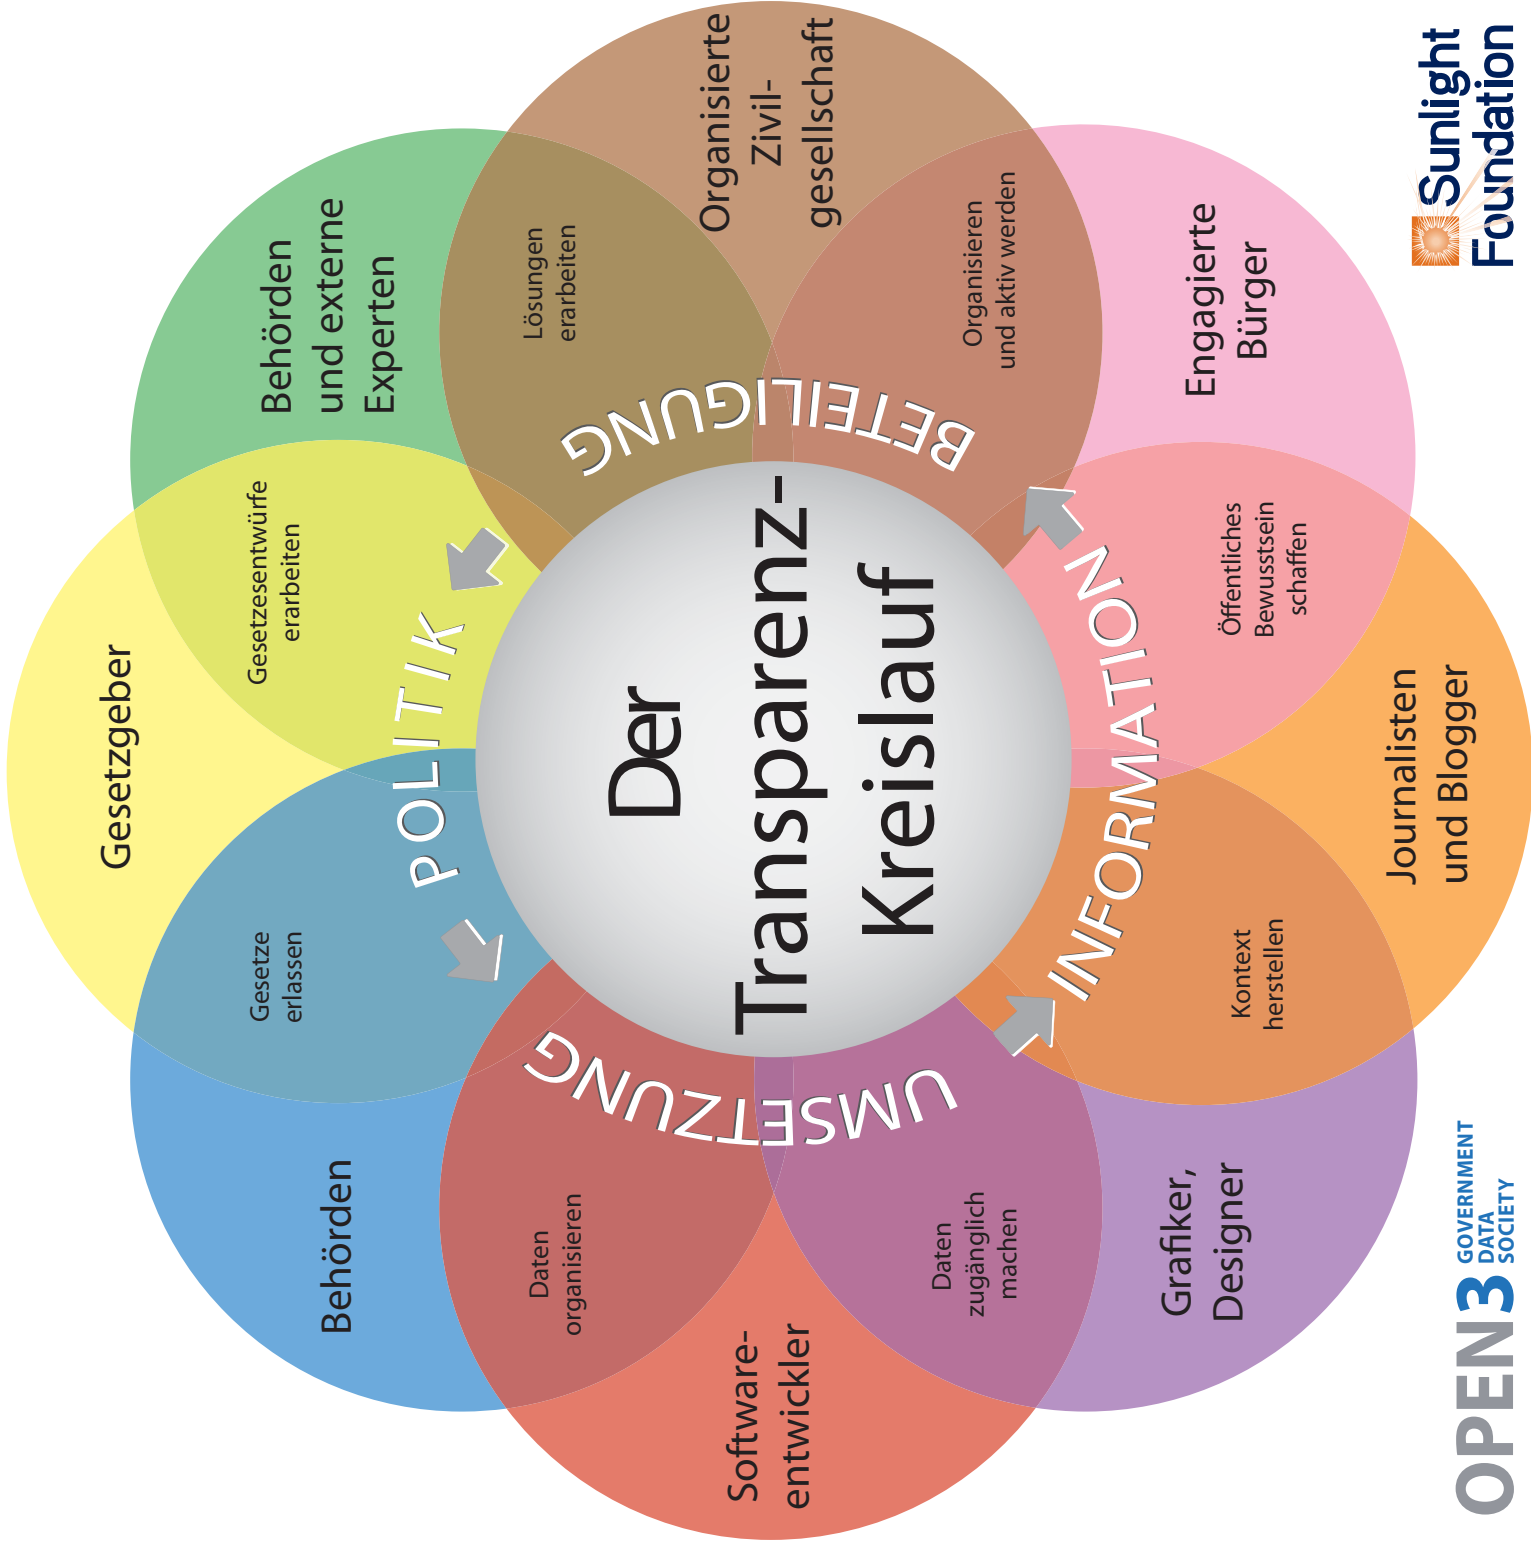 Der
Transparenz-
Kreislauf
POLITIK
UMSETZUNG
INFORMATION
BETEILIGUNG
Gesetzgeber
Gesetze
erlassen
Behörden
Daten
organisieren
Software-
entwickler
Daten
zugänglich
machen
Grafiker,
Designer
Kontext
herstellen
Journalisten
und Blogger
Öffentliches
Bewusstsein
schaffen
Engagierte
Bürger
Organisieren
und aktiv werden
Organisierte
Zivil-
gesellschaft
Lösungen
erarbeiten
Behörden
und externe
Experten
Gesetzesentwürfe
erarbeiten
OPEN3
GOVERNMENT
DATA
SOCIETY
Sunlight
Foundation